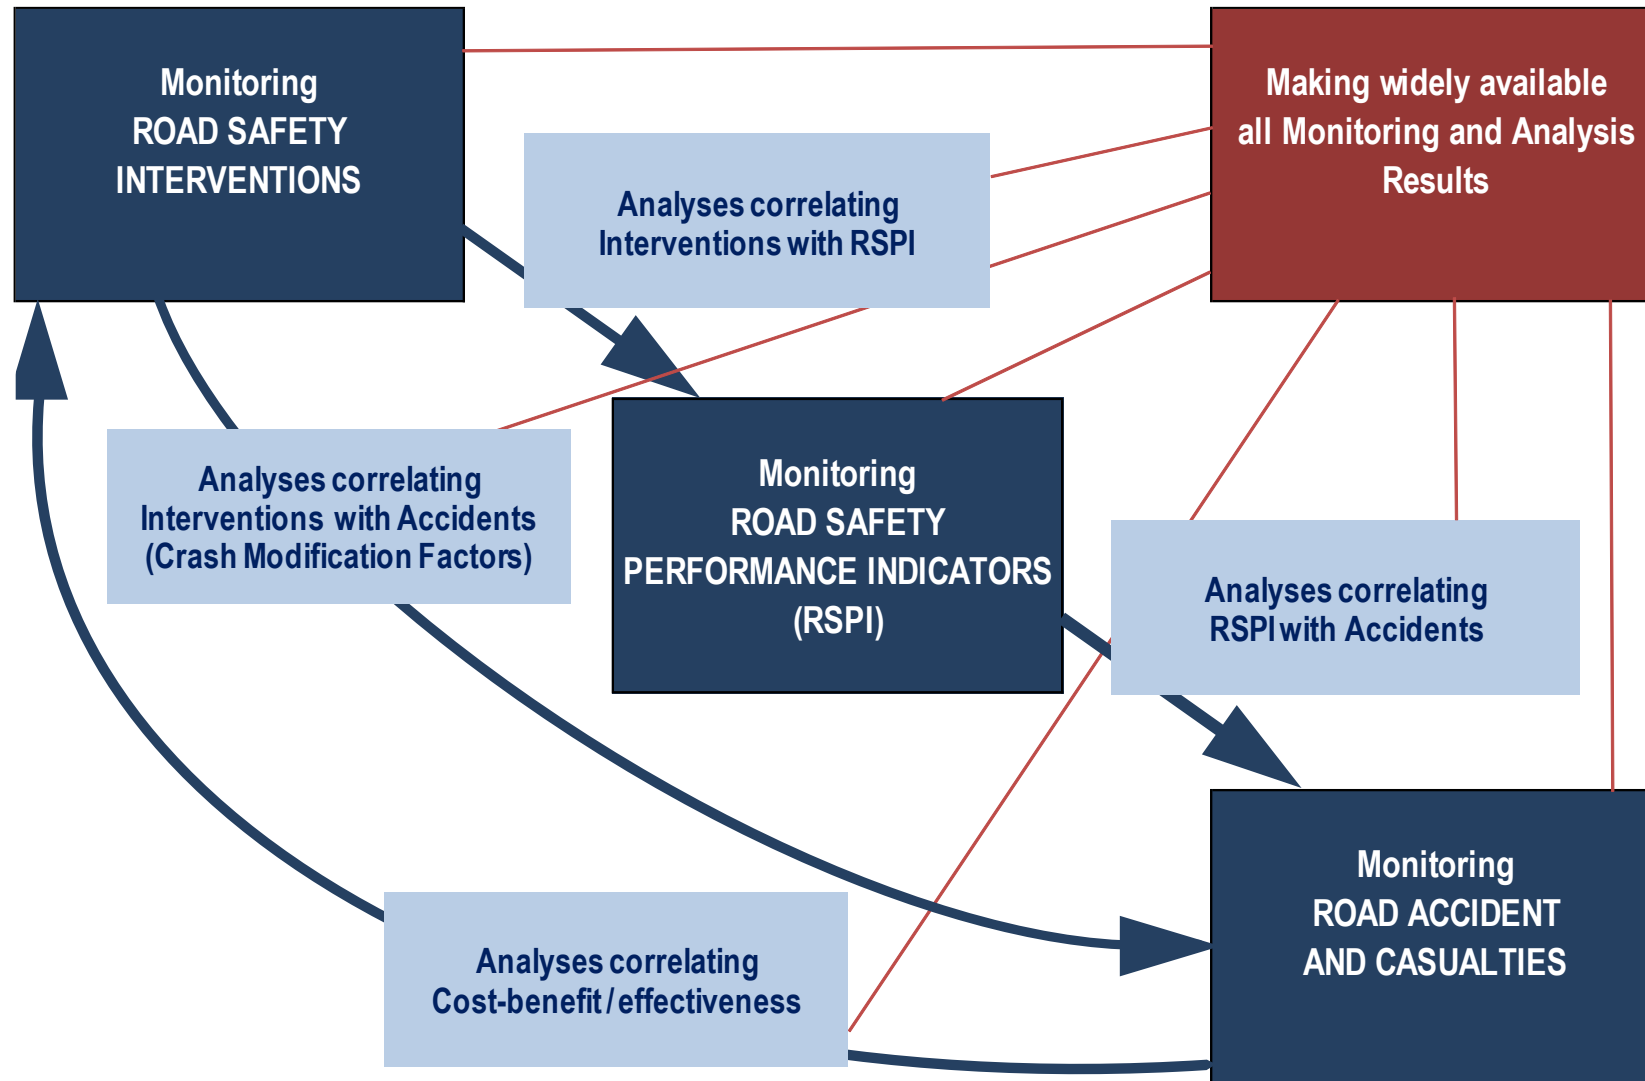 Monitoring
ROAD SAFETY
INTERVENTIONS
Making widely available
all Monitoring and Analysis
Results
Analyses correlating
Interventions with RSPI
Analyses correlating
Interventions with Accidents
(Crash Modification Factors)
Monitoring
ROAD SAFETY
PERFORMANCE INDICATORS
(RSPI)
Analyses correlating
RSPI with Accidents
Monitoring
ROAD ACCIDENT
AND CASUALTIES
Analyses correlating
Cost-benefit / effectiveness